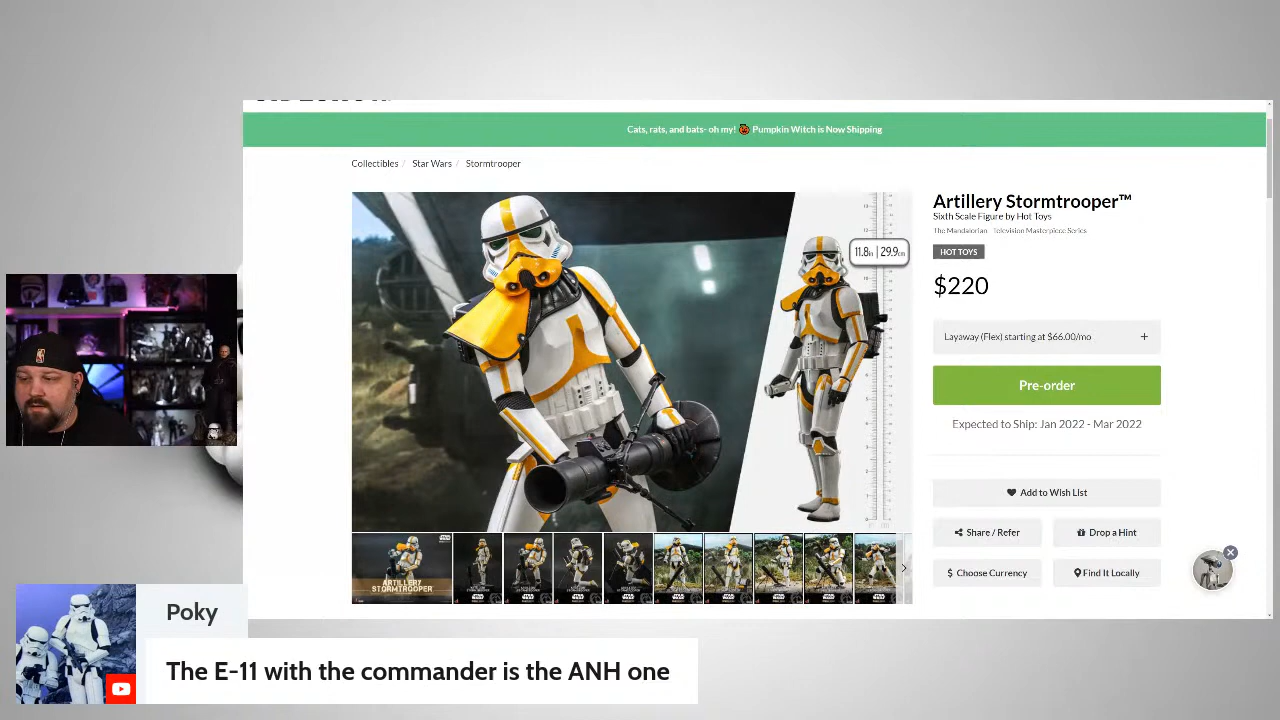 Cats, rats, and bats- oh my! 🎃 Pumpkin Witch is Now Shipping
Collectibles / Star Wars / Stormtrooper
Artillery Stormtrooper™
Sixth Scale Figure by Hot Toys
The Mandalorian - Television Masterpiece Series
HOT TOYS
$220
Layaway (Flex) starting at $66.00/mo +
Pre-order
Expected to Ship: Jan 2022 - Mar 2022
Add to Wish List
Share / Refer
Drop a Hint
$ Choose Currency
Find It Locally
11.8in | 29.9cm
ARTILLERY
STORMTROOPER™
Poky
The E-11 with the commander is the ANH one